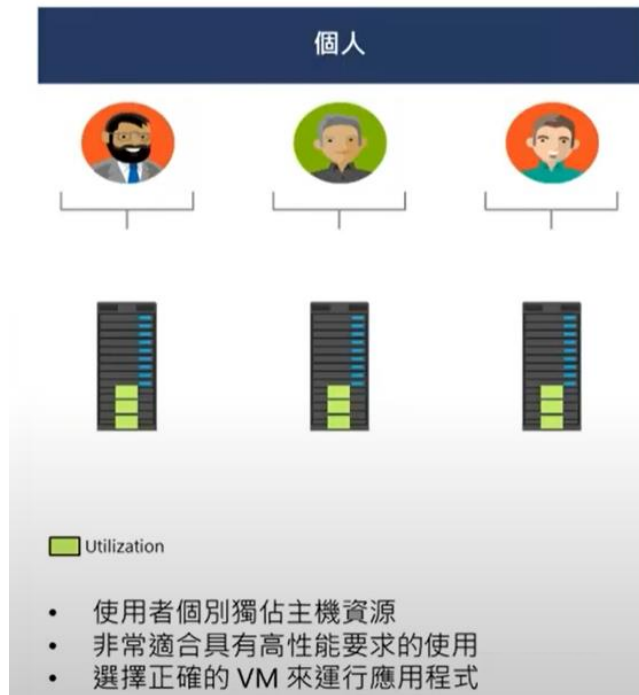 個人
Utilization
• 使用者個別獨佔主機資源
• 非常適合具有高性能要求的使用
• 選擇正確的 VM 來運行應用程式